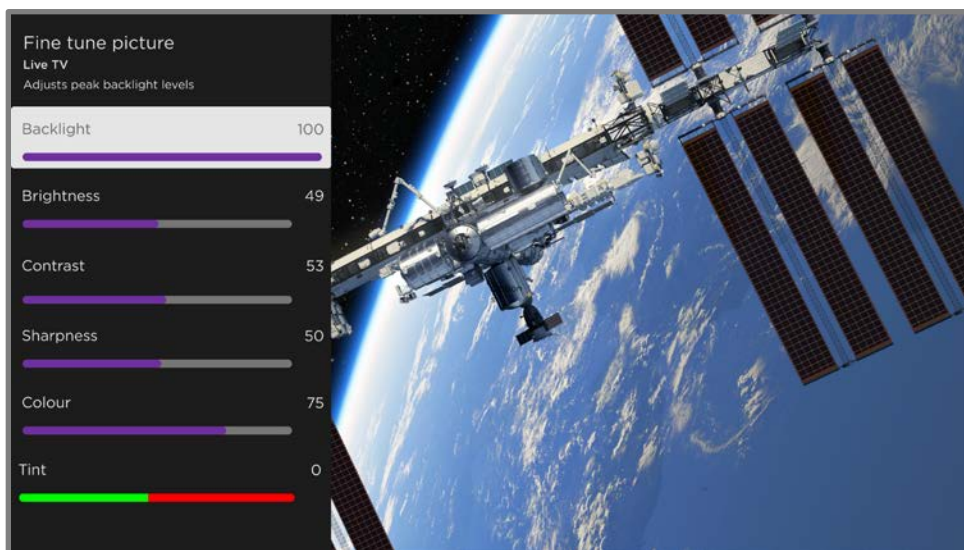 Fine tune picture
Live TV
Adjusts peak backlight levels
Backlight 100
Brightness 49
Contrast 53
Sharpness 50
Colour 75
Tint 0